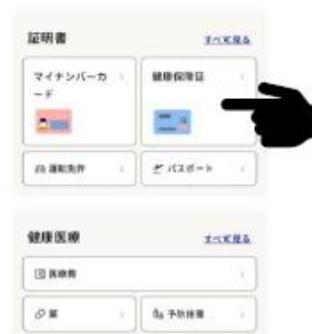 証明書
すべて見る
マイナンバーカ
ード
健康保険証
運転免許
パスポート
健康医療
すべて見る
医療費
薬
予防接種